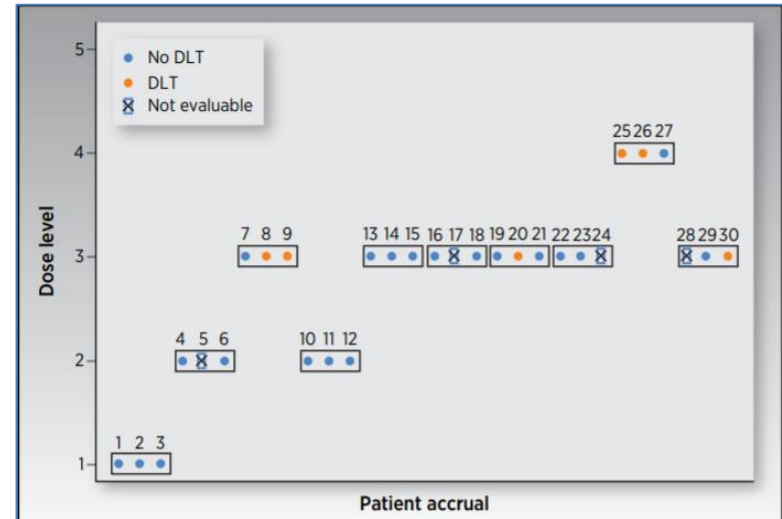 5
No DLT
DLT
Not evaluable
25 26 27
4
7 8 9
13 14 15 16 17 18 19 20 21 22 23 24
28 29 30
3
4 5 6
10 11 12
2
1 2 3
1
Dose level
Patient accrual